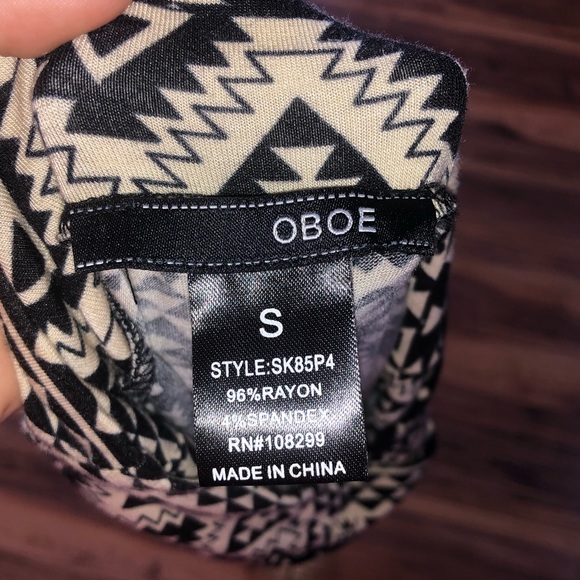 OBOE
S
STYLE:SK85P4
96%RAYON
4%SPANDEX
RN#108299
MADE IN CHINA